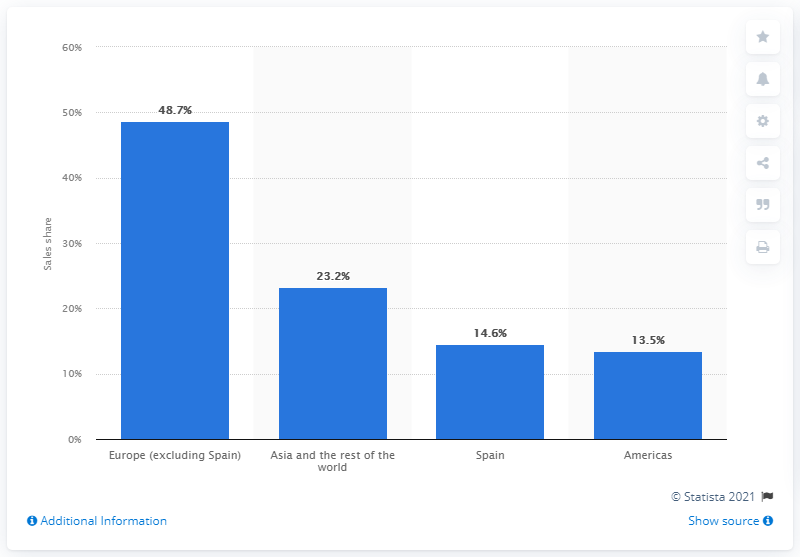 60%
50%
40%
30%
20%
10%
0%
Sales share
48.7%
23.2%
14.6%
13.5%
Europe (excluding Spain)
Asia and the rest of the
world
Spain
Americas
© Statista 2021
Additional Information
Show source